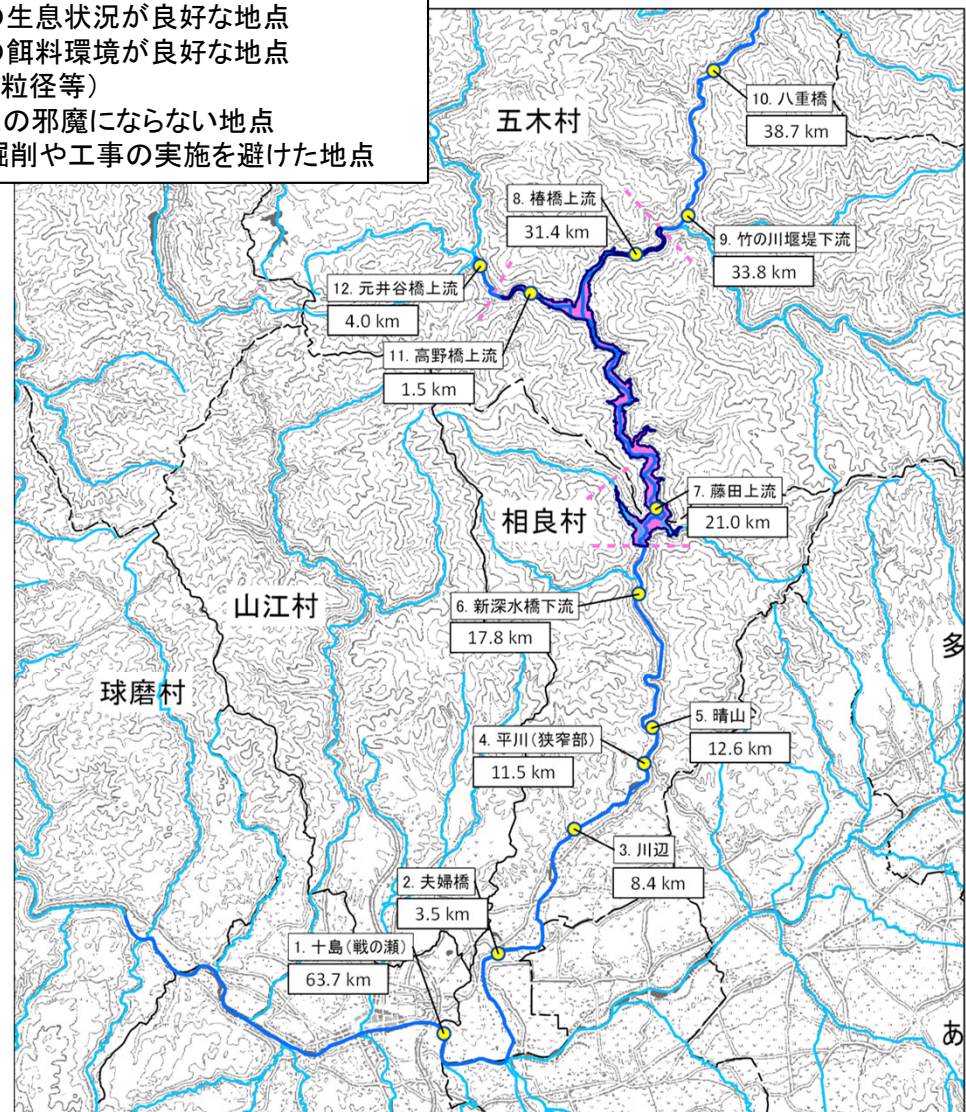 の生息状況が良好な地点
の餌料環境が良好な地点
粒径等）
の邪魔にならない地点
掘削や工事の実施を避けた地点
五木村
10. 八重橋
38.7 km
8. 椿橋上流
31.4 km
9. 竹の川堰堤下流
33.8 km
12. 元井谷橋上流
4.0 km
11. 高野橋上流
1.5 km
7. 藤田上流
21.0 km
相良村
山江村
6. 新深水橋下流
17.8 km
多
球磨村
5. 晴山
12.6 km
4. 平川（狭窄部）
11.5 km
3. 川辺
8.4 km
2. 夫婦橋
3.5 km
1. 十島（戦の瀬）
63.7 km
あ